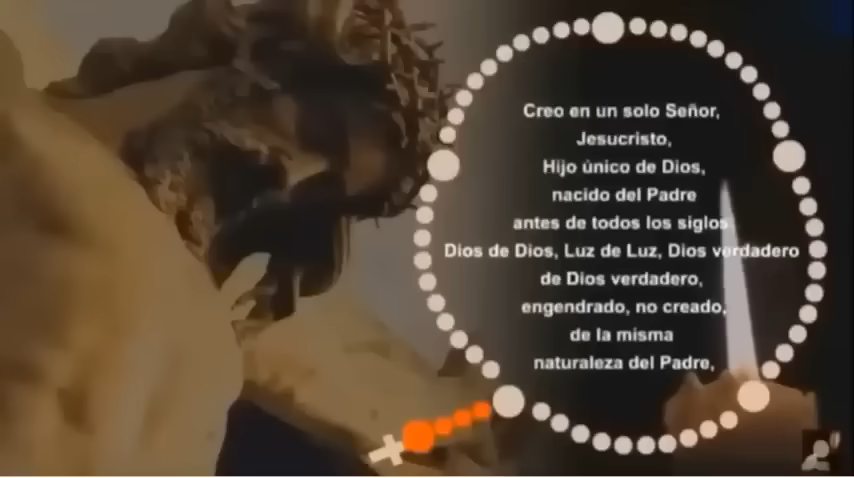 Creo en un solo Señor,
Jesucristo,
Hijo único de Dios,
nacido del Padre
antes de todos los siglos
Dios de Dios, Luz de Luz, Dios verdadero
de Dios verdadero,
engendrado, no creado,
de la misma
naturaleza del Padre,